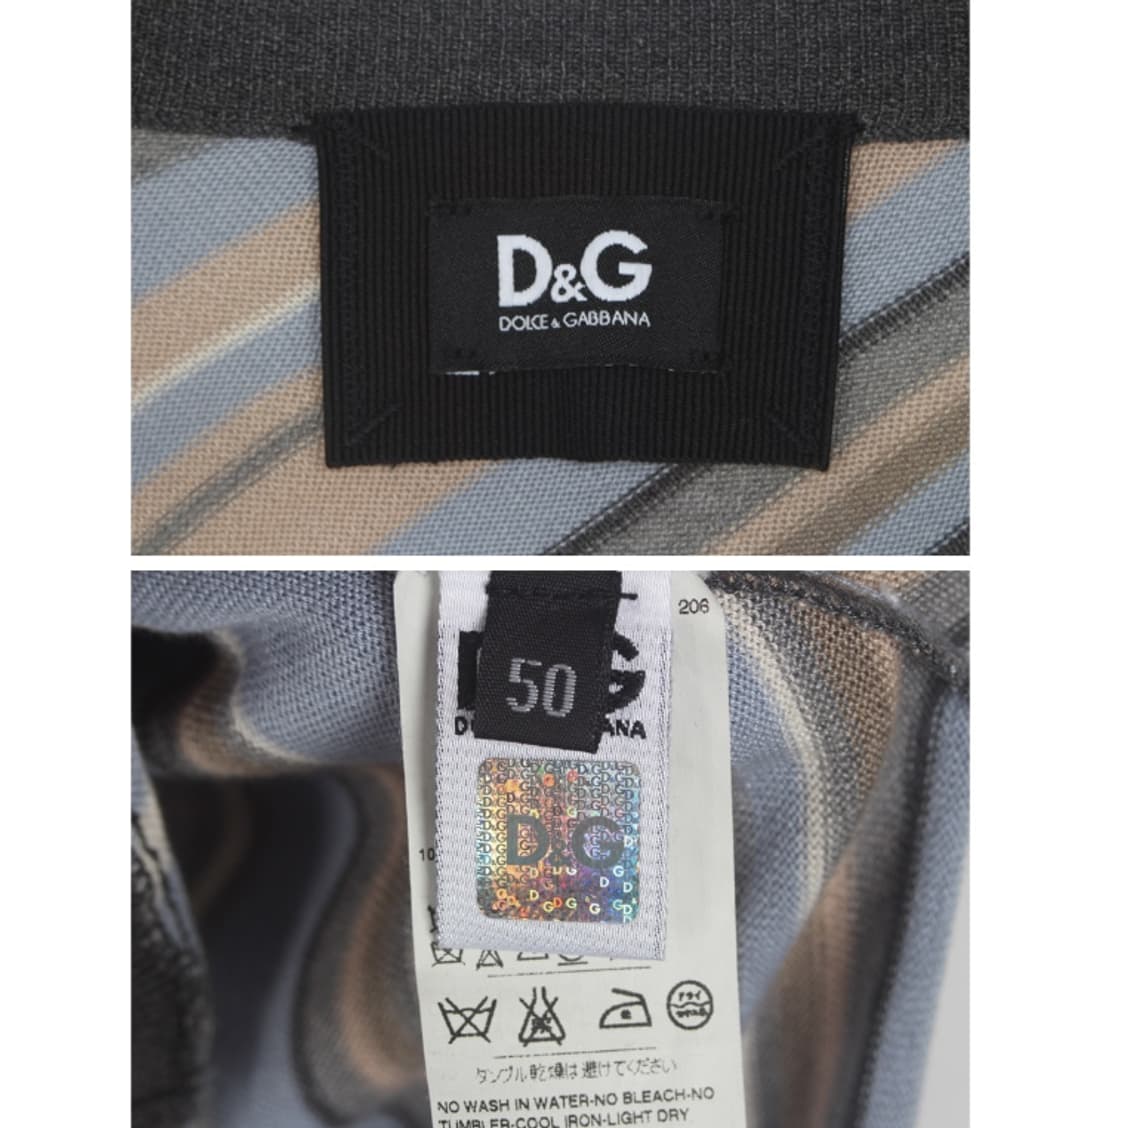 D&G
DOLCE & GABBANA
206
50
D&G
10
タンブル乾燥は避けてください
NO WASH IN WATER-NO BLEACH-NO
TUMBLER-COOL IRON-LIGHT DRY